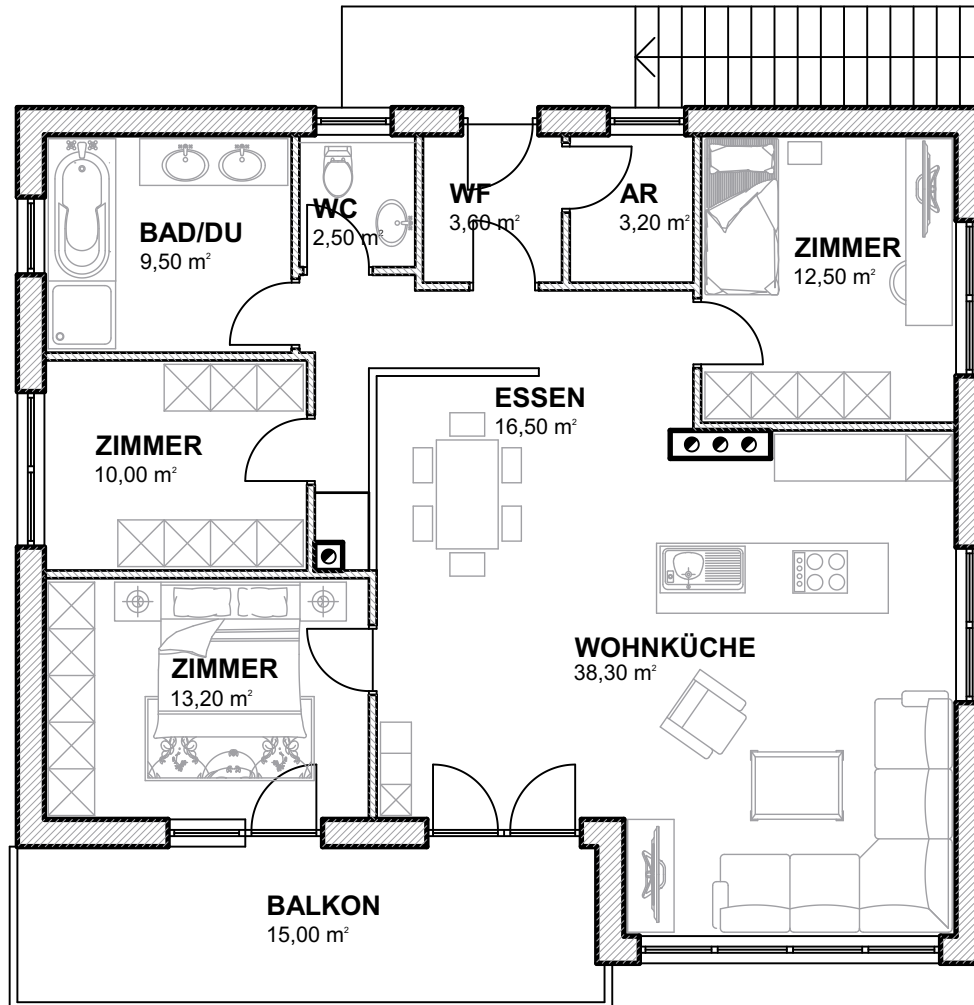 BAD/DU
9,50 m²
WC
2,50 m²
WF
3,60 m²
AR
3,20 m²
ZIMMER
12,50 m²
ZIMMER
10,00 m²
ESSEN
16,50 m²
ZIMMER
13,20 m²
WOHNKÜCHE
38,30 m²
BALKON
15,00 m²